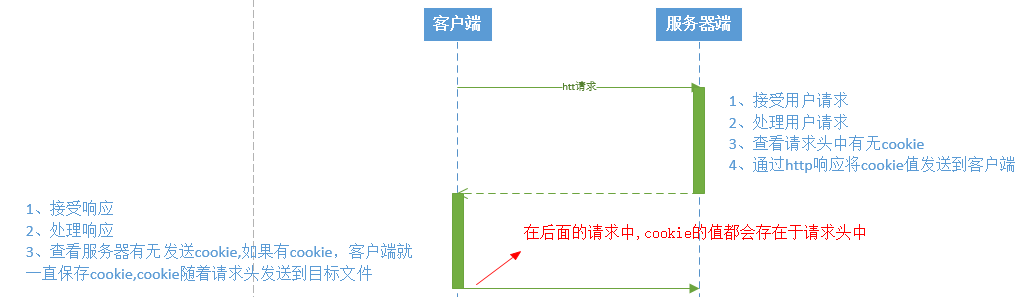 客户端
服务器端
htt请求
1、接受用户请求
2、处理用户请求
3、查看请求头中有无cookie
4、通过http响应将cookie值发送到客户端
1、接受响应
2、处理响应
3、查看服务器有无发送cookie,如果有cookie，客户端就
一直保存cookie,cookie随着请求头发送到目标文件
在后面的请求中,cookie的值都会存在于请求头中